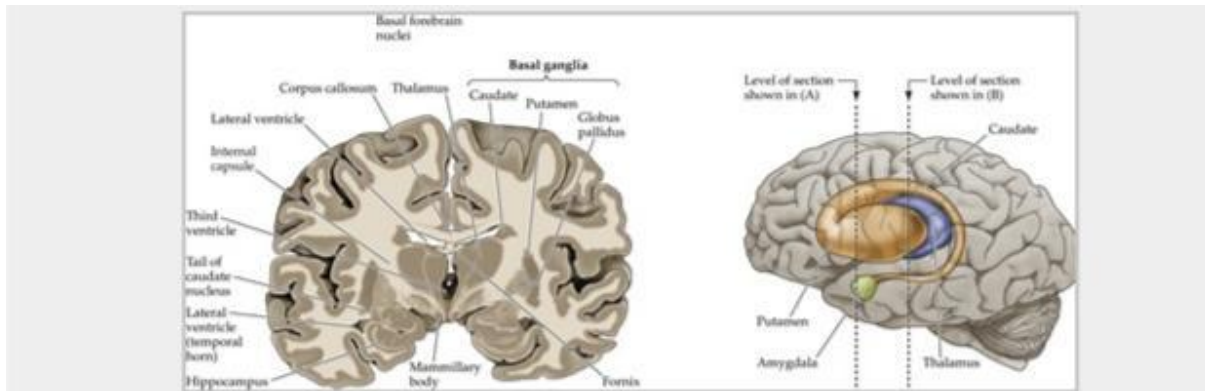 Basal forebrain
nuclei
Basal ganglia
Corpus callosum
Thalamus
Caudate
Putamen
Globus
pallidus
Lateral ventricle
Internal
capsule
Third
ventricle
Tail of
caudate
nucleus
Lateral
ventricle
(temporal
horn)
Hippocampus
Mammillary
body
Fornix
Level of section
shown in (A)
Level of section
shown in (B)
Caudate
Putamen
Amygdala
Thalamus